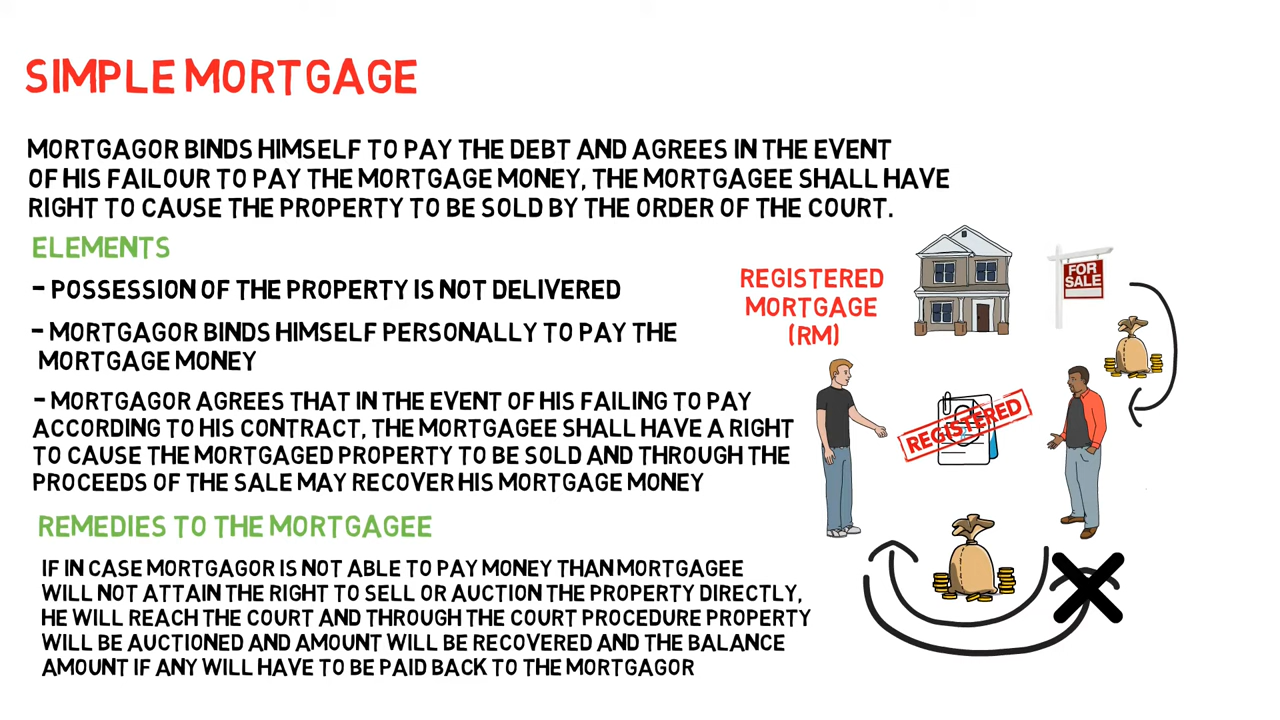 SIMPLE MORTGAGE
MORTGAGOR BINDS HIMSELF TO PAY THE DEBT AND AGREES IN THE EVENT
OF HIS FAILOUR TO PAY THE MORTGAGE MONEY, THE MORTGAGEE SHALL HAVE
RIGHT TO CAUSE THE PROPERTY TO BE SOLD BY THE ORDER OF THE COURT.
ELEMENTS
- POSSESSION OF THE PROPERTY IS NOT DELIVERED
- MORTGAGOR BINDS HIMSELF PERSONALLY TO PAY THE
MORTGAGE MONEY
- MORTGAGOR AGREES THAT IN THE EVENT OF HIS FAILING TO PAY
ACCORDING TO HIS CONTRACT, THE MORTGAGEE SHALL HAVE A RIGHT
TO CAUSE THE MORTGAGED PROPERTY TO BE SOLD AND THROUGH THE
PROCEEDS OF THE SALE MAY RECOVER HIS MORTGAGE MONEY
REMEDIES TO THE MORTGAGEE
IF IN CASE MORTGAGOR IS NOT ABLE TO PAY MONEY THAN MORTGAGEE
WILL NOT ATTAIN THE RIGHT TO SELL OR AUCTION THE PROPERTY DIRECTLY,
HE WILL REACH THE COURT AND THROUGH THE COURT PROCEDURE PROPERTY
WILL BE AUCTIONED AND AMOUNT WILL BE RECOVERED AND THE BALANCE
AMOUNT IF ANY WILL HAVE TO BE PAID BACK TO THE MORTGAGOR
REGISTERED
MORTGAGE
(RM)
FOR
SALE
REGISTERED